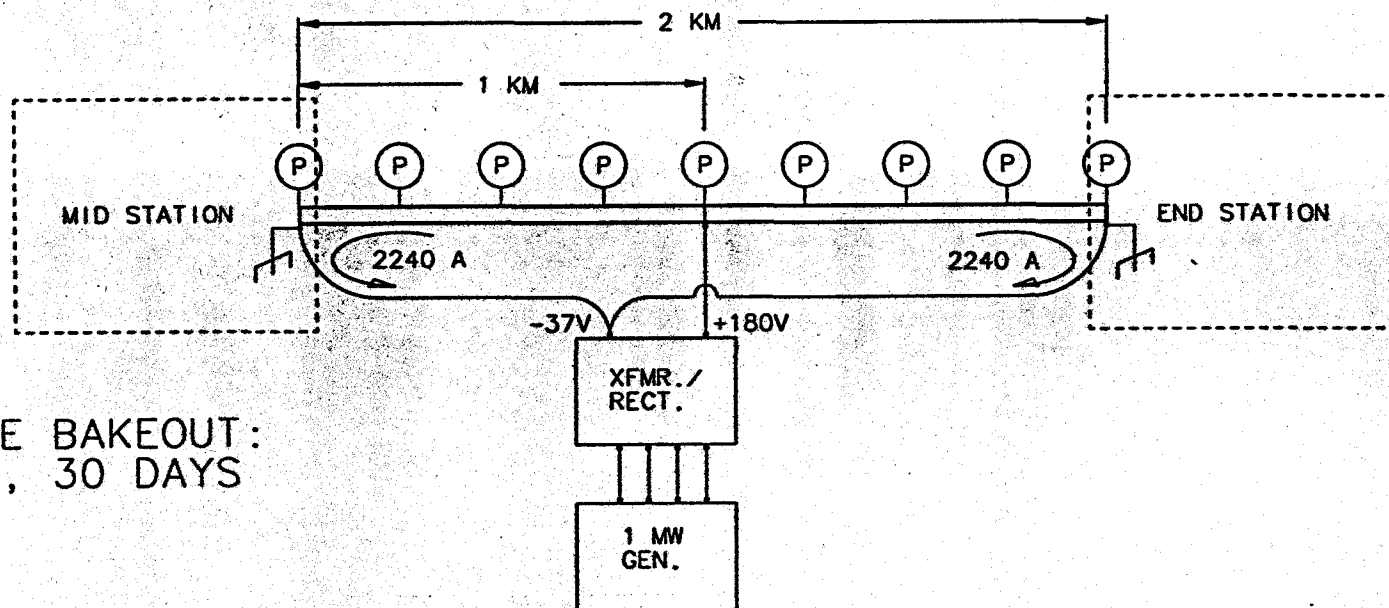 2 KM
1 KM
P P P P P P P P P
MID STATION
END STATION
2240 A
2240 A
-37V
+180V
XFMR./
RECT.
E BAKEOUT:
, 30 DAYS
1 MW
GEN.